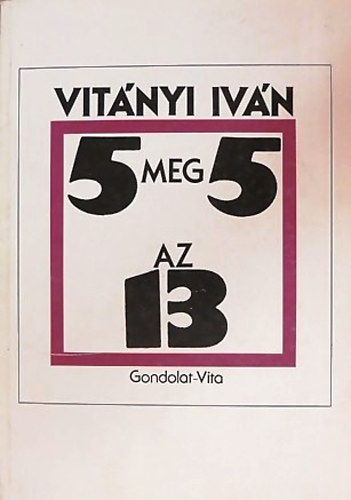 VITÁNYI IVÁN
5 MEG 5
AZ
13
Gondolat-Vita